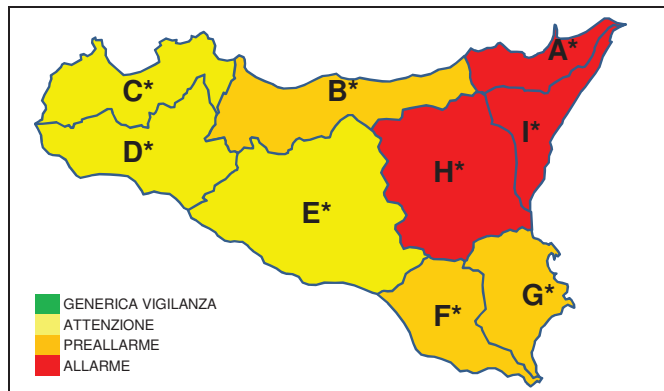 A*
C*
B*
I*
D*
H*
E*
G*
F*
GENERICA VIGILANZA
ATTENZIONE
PREALLARME
ALLARME